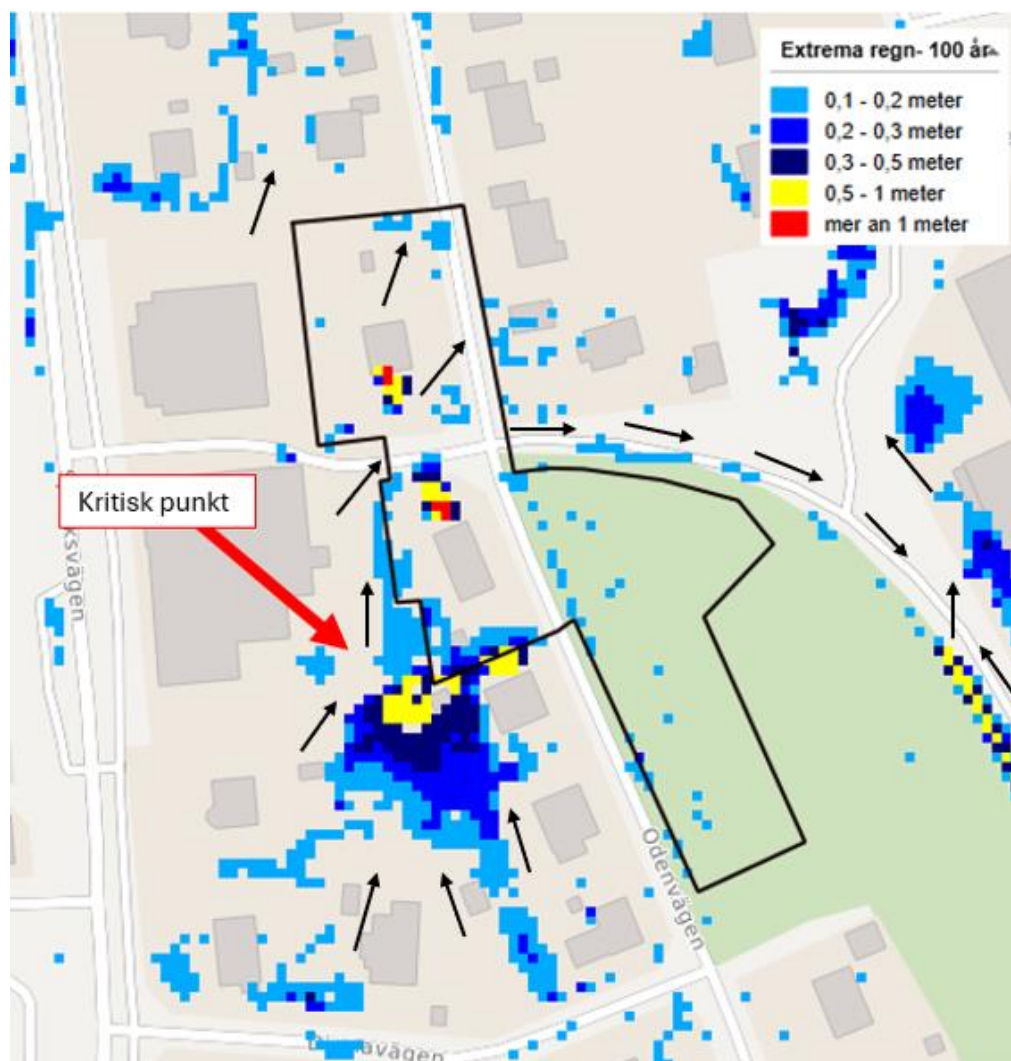 Extrema regn- 100 år
0,1 - 0,2 meter
0,2 - 0,3 meter
0,3 - 0,5 meter
0,5 - 1 meter
mer an 1 meter
Kritisk punkt
Odenvägen